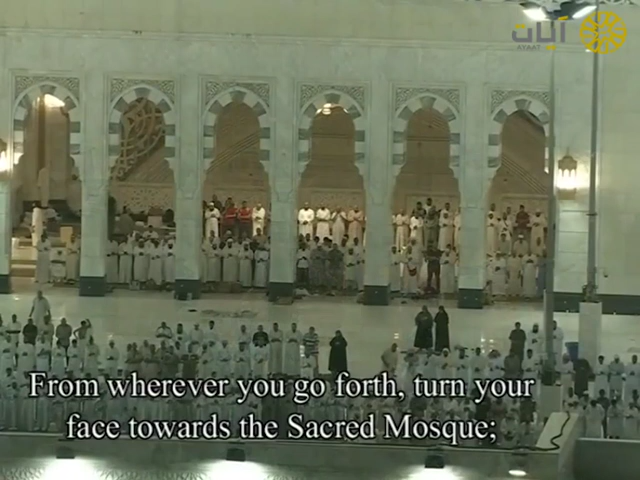 آيات
AYAAT
From wherever you go forth, turn your
face towards the Sacred Mosque;